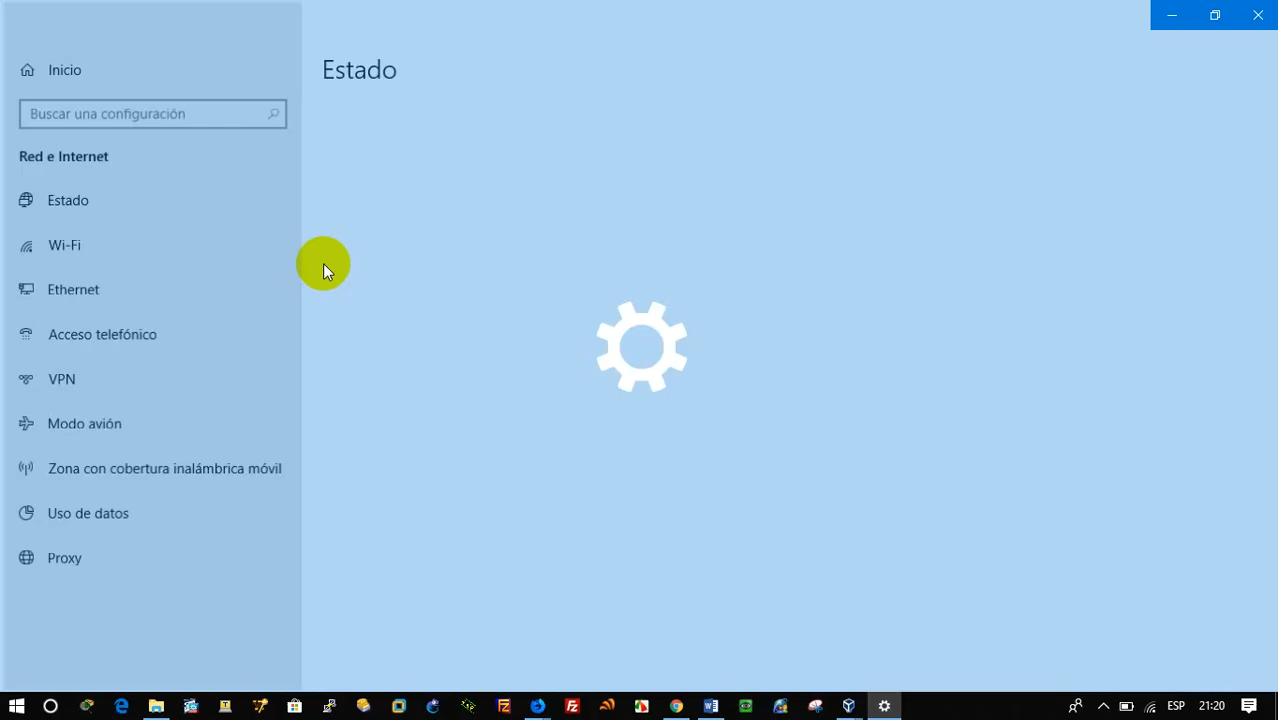 Inicio
Estado
Buscar una configuración
Red e Internet
Estado
Wi-Fi
Ethernet
Acceso telefónico
VPN
Modo avión
Zona con cobertura inalámbrica móvil
Uso de datos
Proxy
ESP 21:20